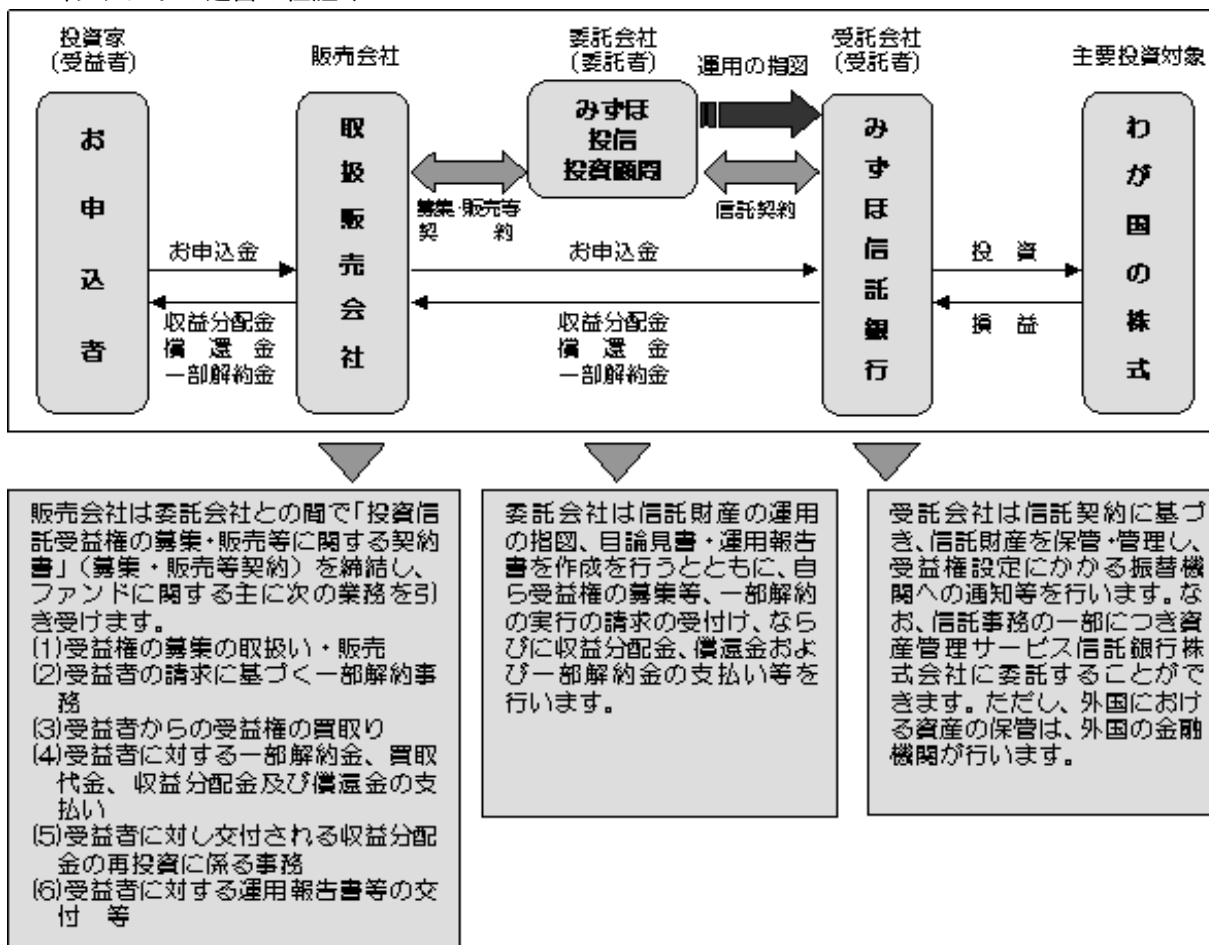 投資家
(受益者)
販売会社
委託会社
(委託者)
運用の指図
受託会社
(受託者)
主要投資対象
お申込者
取扱販売会社
みずほ
投信
投資顧問
みずほ信託銀行
わが国の株式
募集・販売等
契 約
信託契約
お申込金
お申込金
投 資
収益分配金
償 還 金
一部解約金
収益分配金
償 還 金
一部解約金
損 益
販売会社は委託会社との間で「投資信
託受益権の募集・販売等に関する契約
書」(募集・販売等契約)を締結し、
ファンドに関する主に次の業務を引
き受けます。
(1)受益権の募集の取扱い・販売
(2)受益者の請求に基づく一部解約事
務
(3)受益者からの受益権の買取り
(4)受益者に対する一部解約金、買取
代金、収益分配金及び償還金の支
払い
(5)受益者に対し交付される収益分配
金の再投資に係る事務
(6)受益者に対する運用報告書等の交
付 等
委託会社は信託財産の運用
の指図、目論見書・運用報告
書を作成を行うとともに、自
ら受益権の募集等、一部解約
の実行の請求の受付け、なら
びに収益分配金、償還金およ
び一部解約金の支払い等を
行います。
受託会社は信託契約に基づ
き、信託財産を保管・管理し、
受益権設定にかかる振替機
関への通知等を行います。な
お、信託事務の一部につき資
産管理サービス信託銀行株
式会社に委託することがで
きます。ただし、外国におけ
る資産の保管は、外国の金融
機関が行います。